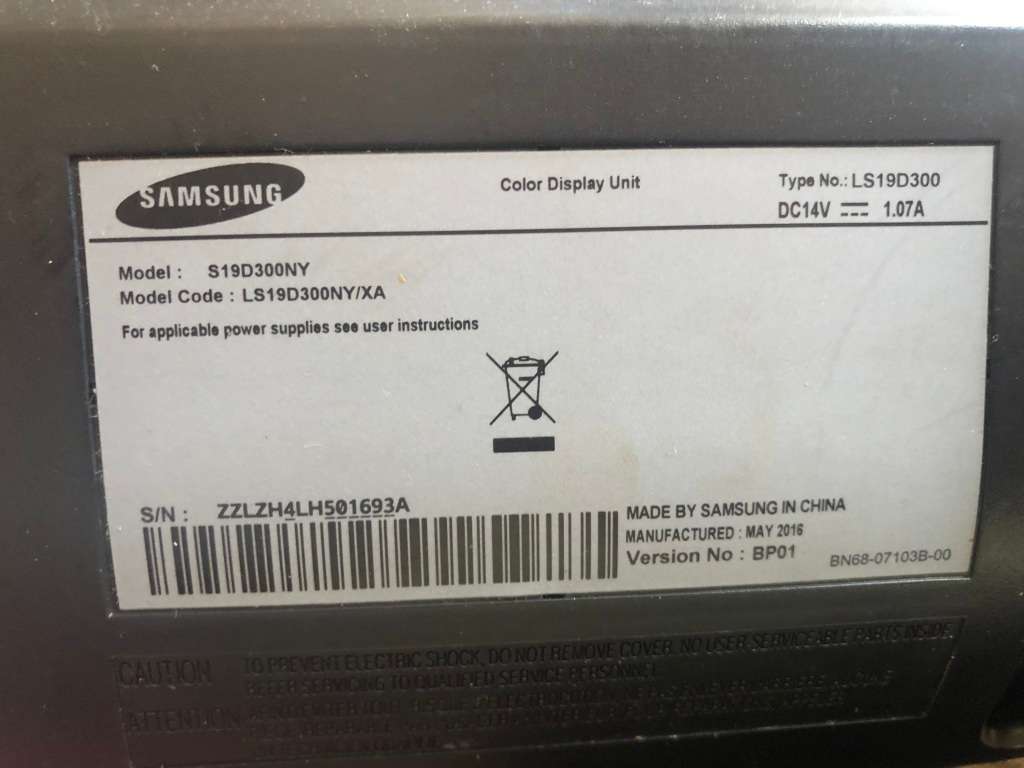 SAMSUNG
Color Display Unit
Type No.: LS19D300
DC14V 1.07A
Model : S19D300NY
Model Code : LS19D300NY/XA
For applicable power supplies see user instructions
S/N : ZZLZH4LH501693A
MADE BY SAMSUNG IN CHINA
MANUFACTURED : MAY 2016
Version No : BP01
BN68-07103B-00
CAUTION TO PREVENT ELECTRIC SHOCK, DO NOT REMOVE COVER. NO USER SERVICEABLE PARTS INSIDE.
REFER SERVICING TO QUALIFIED SERVICE PERSONNEL.
ATTENTION